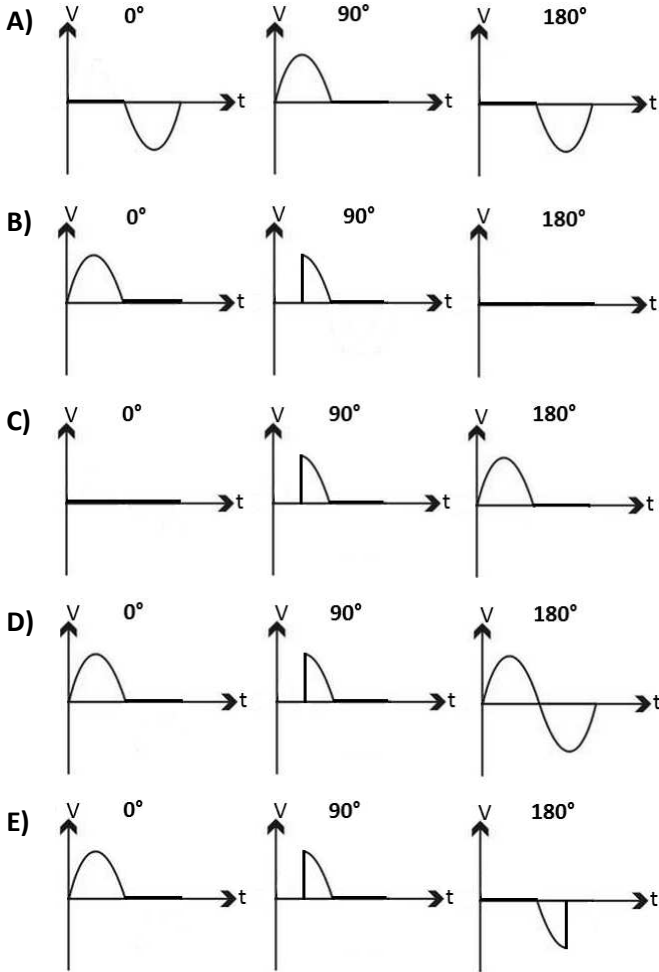 A) V 0° t 90° t V 180° t
B) V 0° t V 90° t V 180° t
C) V 0° t V 90° t V 180° t
D) V 0° t V 90° t V 180° t
E) V 0° t V 90° t V 180° t